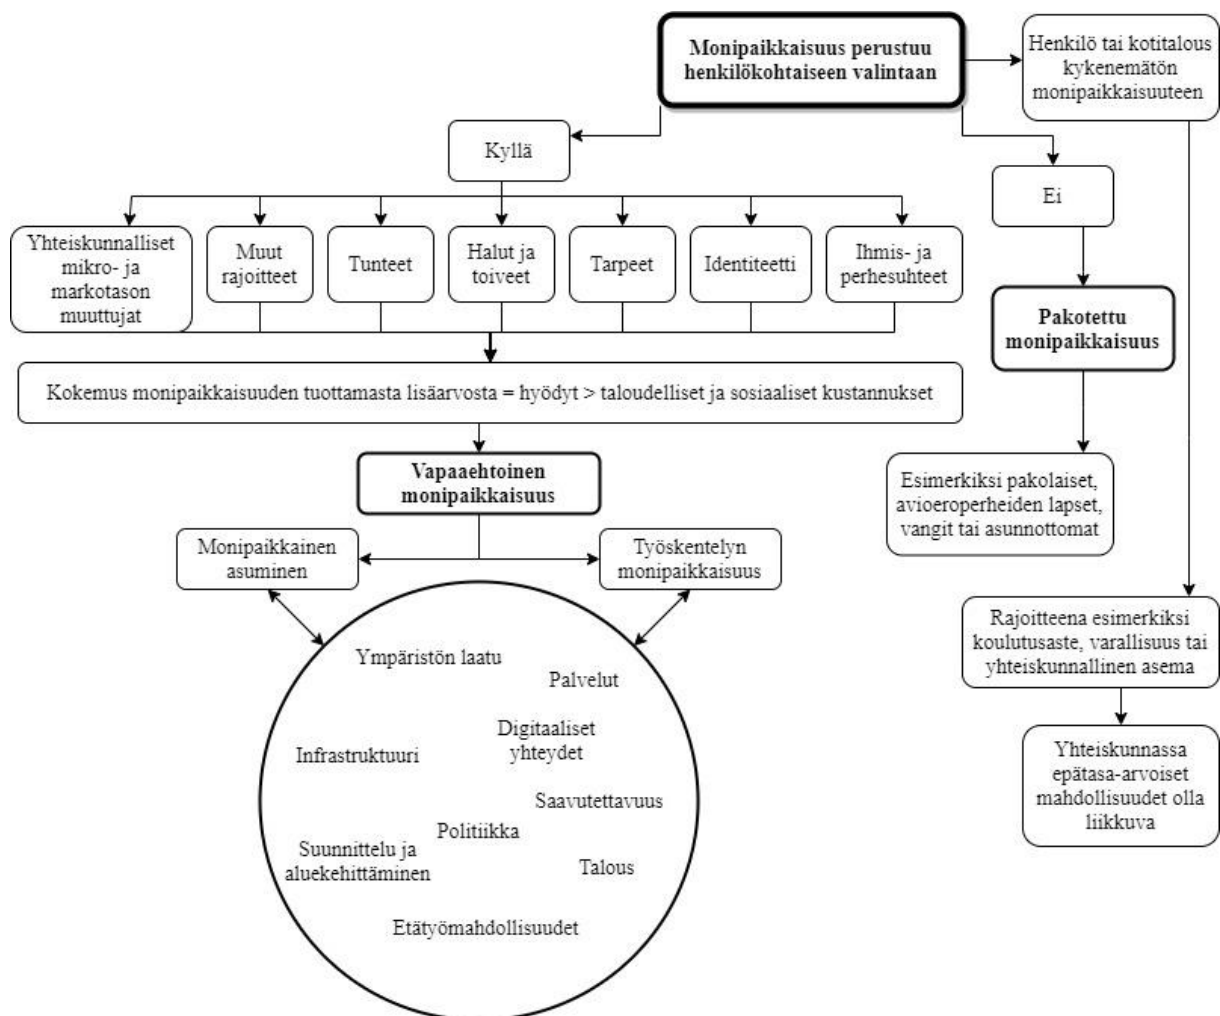 Monipaikkaisuus perustuu
henkilökohtaiseen valintaan
Henkilö tai kotitalous
kykenemätön
monipaikkaisuuteen
Kyllä
Ei
Yhteiskunnalliset
mikro- ja
markotason
muuttujat
Muut
rajoitteet
Tunteet
Halut ja
toiveet
Tarpeet
Identiteetti
Ihmis- ja
perhesuhteet
Pakotettu
monipaikkaisuus
Kokemus monipaikkaisuuden tuottamasta lisäarvosta = hyödyt > taloudelliset ja sosiaaliset kustannukset
Vapaaehtoinen
monipaikkaisuus
Esimerkiksi pakolaiset,
avioeroperheiden lapset,
vangit tai asunnottomat
Monipaikkainen
asuminen
Työskentelyn
monipaikkaisuus
Rajoitteena esimerkiksi
koulutusaste, varallisuus tai
yhteiskunnallinen asema
Ympäristön laatu
Palvelut
Digitaaliset
yhteydet
Infrastruktuuri
Saavutettavuus
Politiikka
Suunnittelu ja
aluekehittäminen
Talous
Etätyömahdollisuudet
Yhteiskunnassa
epätasa-arvoiset
mahdollisuudet olla
liikkuva